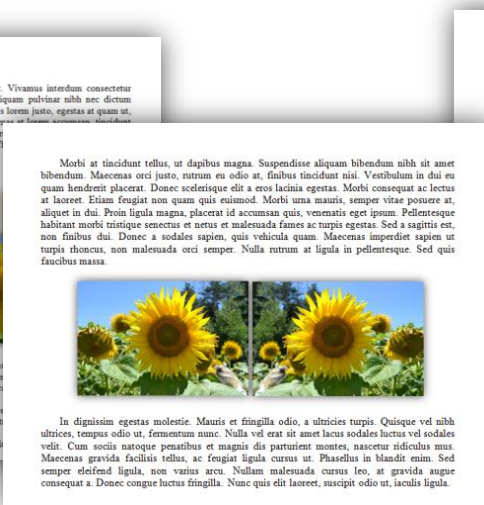 . Vivamus interdum consectetur
iquam pulvinar nibh nec dictum
s lorem justo, egestas at quam ut,
Morbi at tincidunt tellus, ut dapibus magna. Suspendisse aliquam bibendum nibh sit amet
bibendum. Maecenas orci justo, rutrum eu odio at, finibus tincidunt nisi. Vestibulum in dui eu
quam hendrerit placerat. Donec scelerisque elit a eros lacinia egestas. Morbi consequat ac lectus
at laoreet. Etiam feugiat non quam quis euismod. Morbi urna mauris, semper vitae posuere at,
aliquet in dui. Proin ligula magna, placerat id accumsan quis, venenatis eget ipsum. Pellentesque
habitant morbi tristique senectus et netus et malesuada fames ac turpis egestas. Sed a sagittis est,
non finibus dui. Donec a sodales sapien, quis vehicula quam. Maecenas imperdiet sapien ut
turpis rhoncus, non malesuada orci semper. Nulla rutrum at ligula in pellentesque. Sed quis
faucibus massa.
In dignissim egestas molestie. Mauris et fringilla odio, a ultricies turpis. Quisque vel nibh
ultrices, tempus odio ut, fermentum nunc. Nulla vel erat sit amet lacus sodales luctus vel sodales
velit. Cum sociis natoque penatibus et magnis dis parturient montes, nascetur ridiculus mus.
Maecenas gravida facilisis tellus, ac feugiat ligula cursus ut. Phasellus in blandit enim. Sed
semper eleifend ligula, non varius arcu. Nullam malesuada cursus leo, at gravida augue
consequat a. Donec congue luctus fringilla. Nunc quis elit laoreet, suscipit odio ut, iaculis ligula.